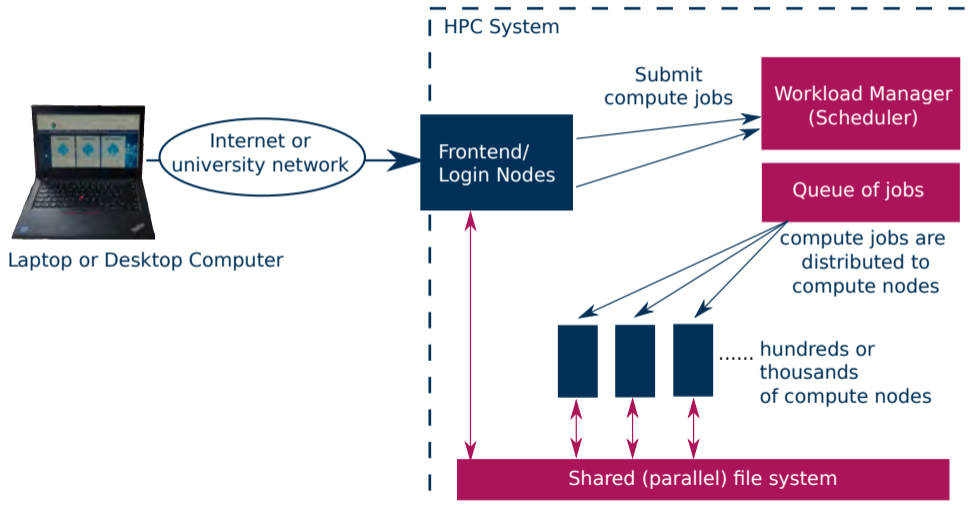 HPC System
Submit
compute jobs
Workload Manager
(Scheduler)
Internet or
university network
Frontend/
Login Nodes
Queue of jobs
Laptop or Desktop Computer
compute jobs are
distributed to
compute nodes
...... hundreds or
thousands
of compute nodes
Shared (parallel) file system